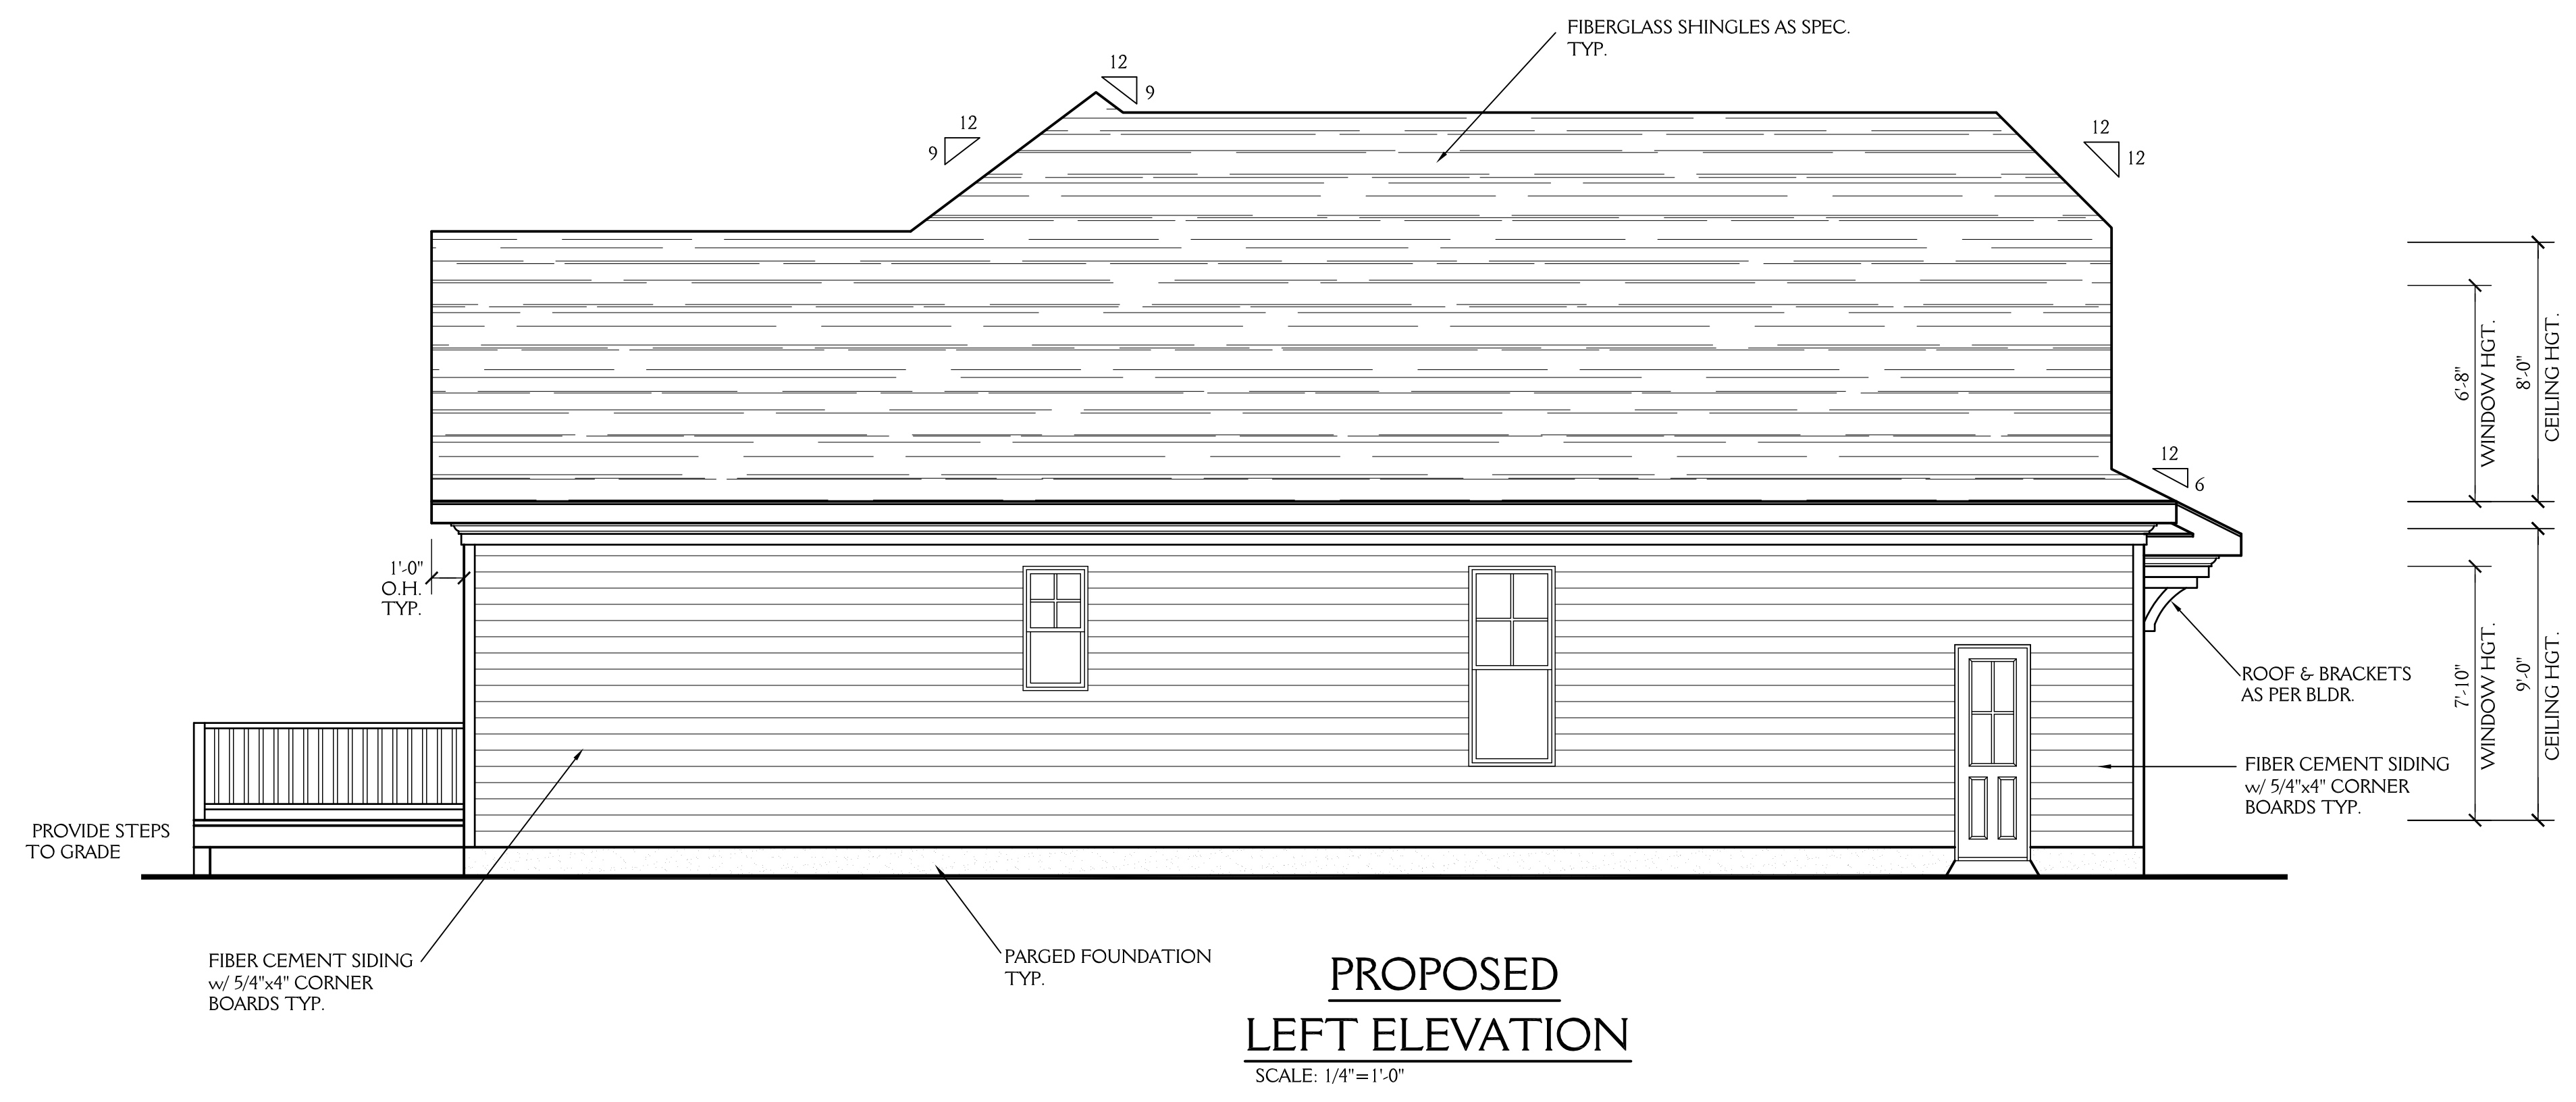 FIBERGLASS SHINGLES AS SPEC.
TYP.
12
9
12
9
12
12
12
6
6'-8"
WINDOW HGT.
8'-0"
CEILING HGT.
1'-0"
O.H.
TYP.
7'-10"
WINDOW HGT.
9'-0"
CEILING HGT.
ROOF & BRACKETS
AS PER BLDR.
FIBER CEMENT SIDING
w/ 5/4"x4" CORNER
BOARDS TYP.
PROVIDE STEPS
TO GRADE
FIBER CEMENT SIDING
w/ 5/4"x4" CORNER
BOARDS TYP.
PARGED FOUNDATION
TYP.
PROPOSED
LEFT ELEVATION
SCALE: 1/4"=1'-0"